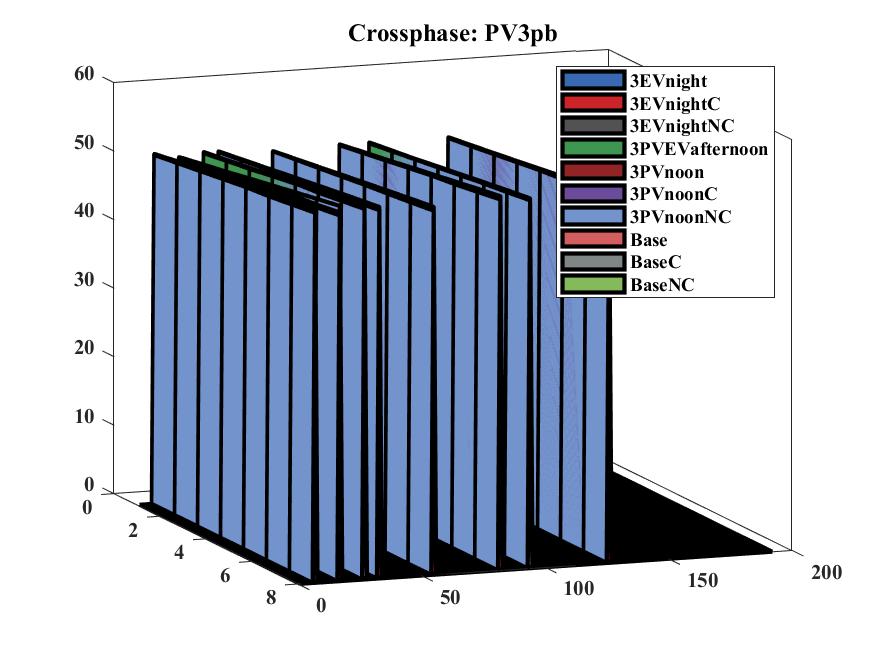 Crossphase: PV3pb
60
50
40
30
20
10
0
0
2
4
6
8
0
50
100
150
200
3EVnight
3EVnightC
3EVnightNC
3PVEVafternoon
3PVnoon
3PVnoonC
3PVnoonNC
Base
BaseC
BaseNC